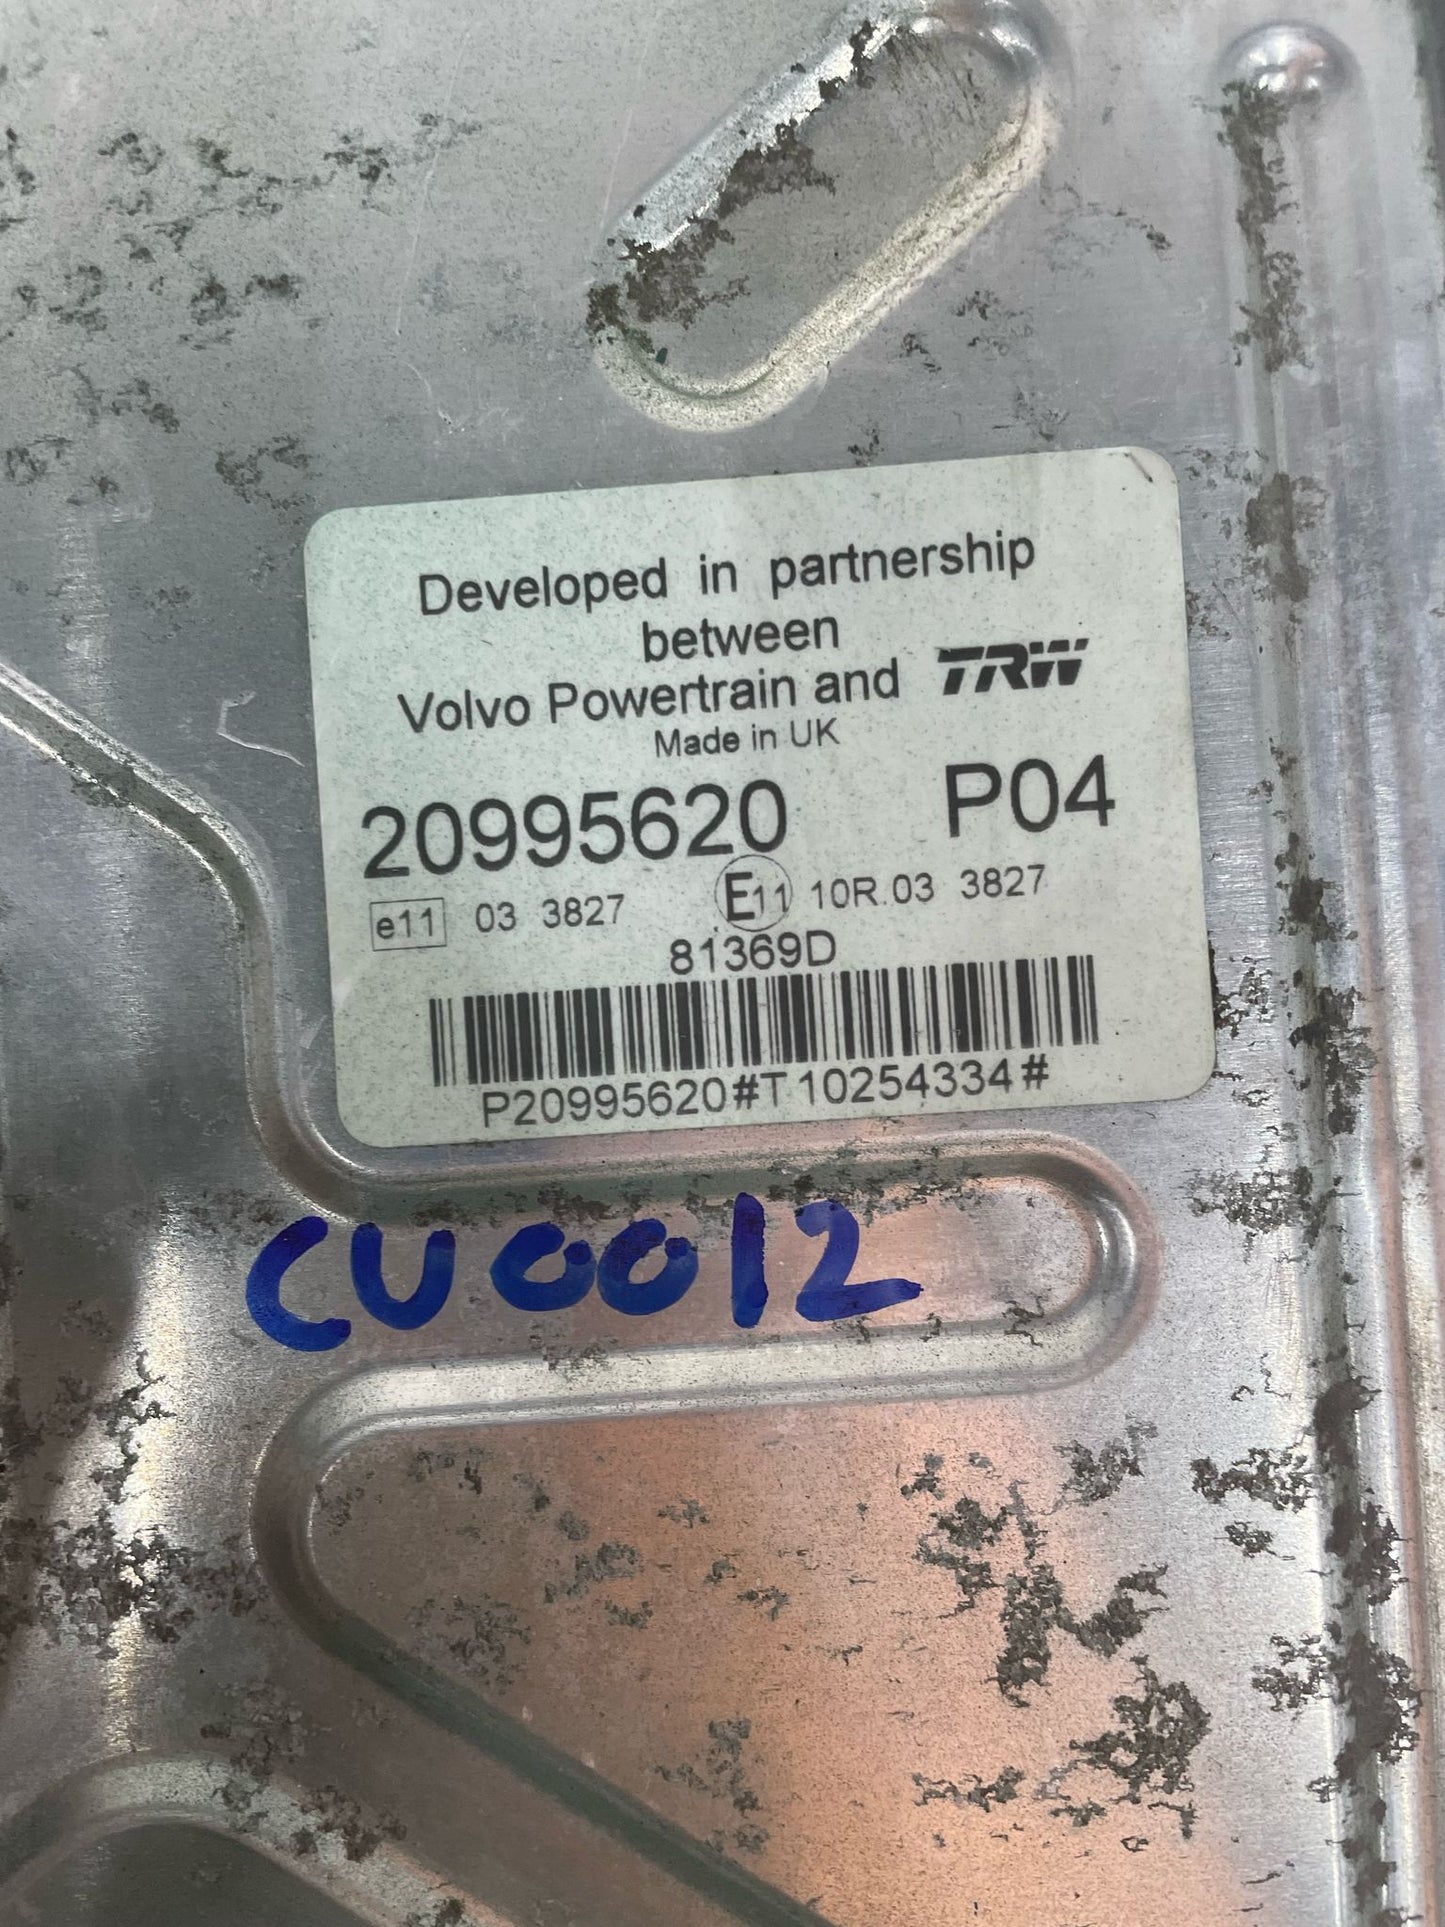 Developed in partnership
between
Volvo Powertrain and TRW
Made in UK
20995620 P04
e11 03 3827 E11 10R.03 3827
81369D
P20995620#T10254334#
CU0012